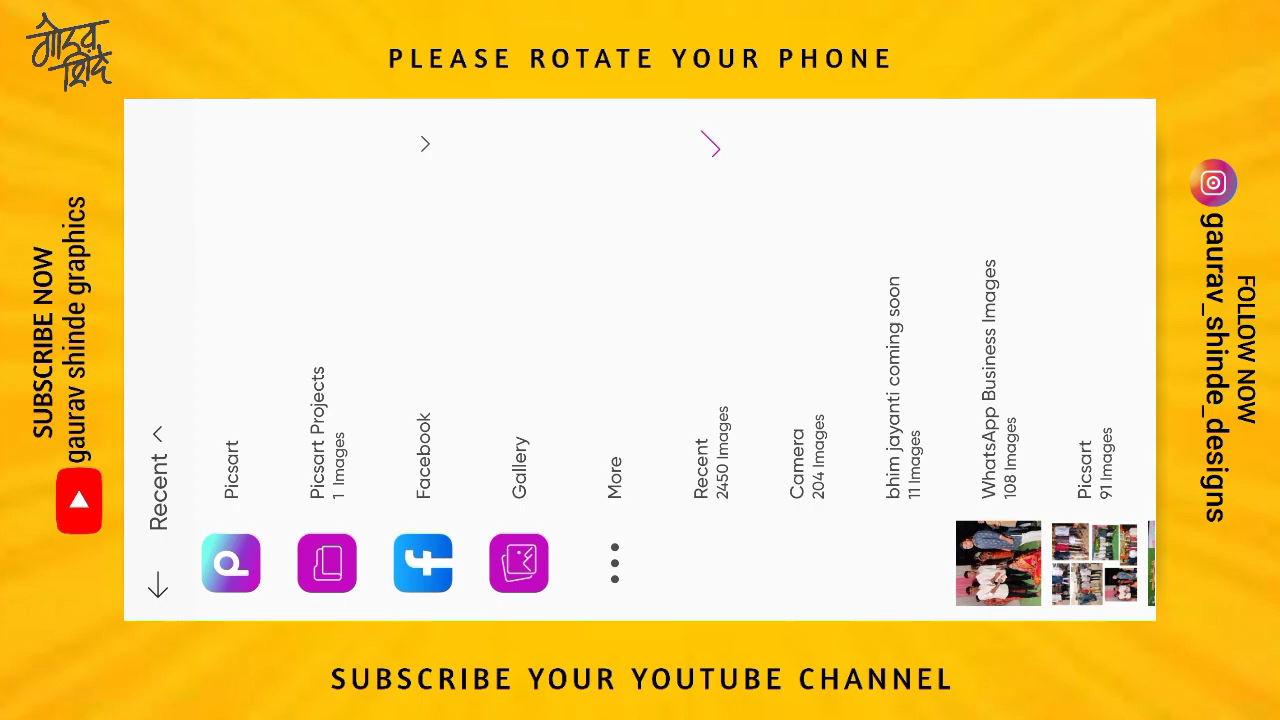 गौरव
शिंदे
PLEASE ROTATE YOUR PHONE
SUBSCRIBE NOW
gaurav shinde graphics
Recent
Picsart
Picsart Projects
1 Images
Facebook
Gallery
More
Recent
2450 Images
Camera
204 Images
bhim jayanti coming soon
11 Images
WhatsApp Business Images
108 Images
Picsart
91 Images
FOLLOW NOW
gaurav_shinde_designs
SUBSCRIBE YOUR YOUTUBE CHANNEL